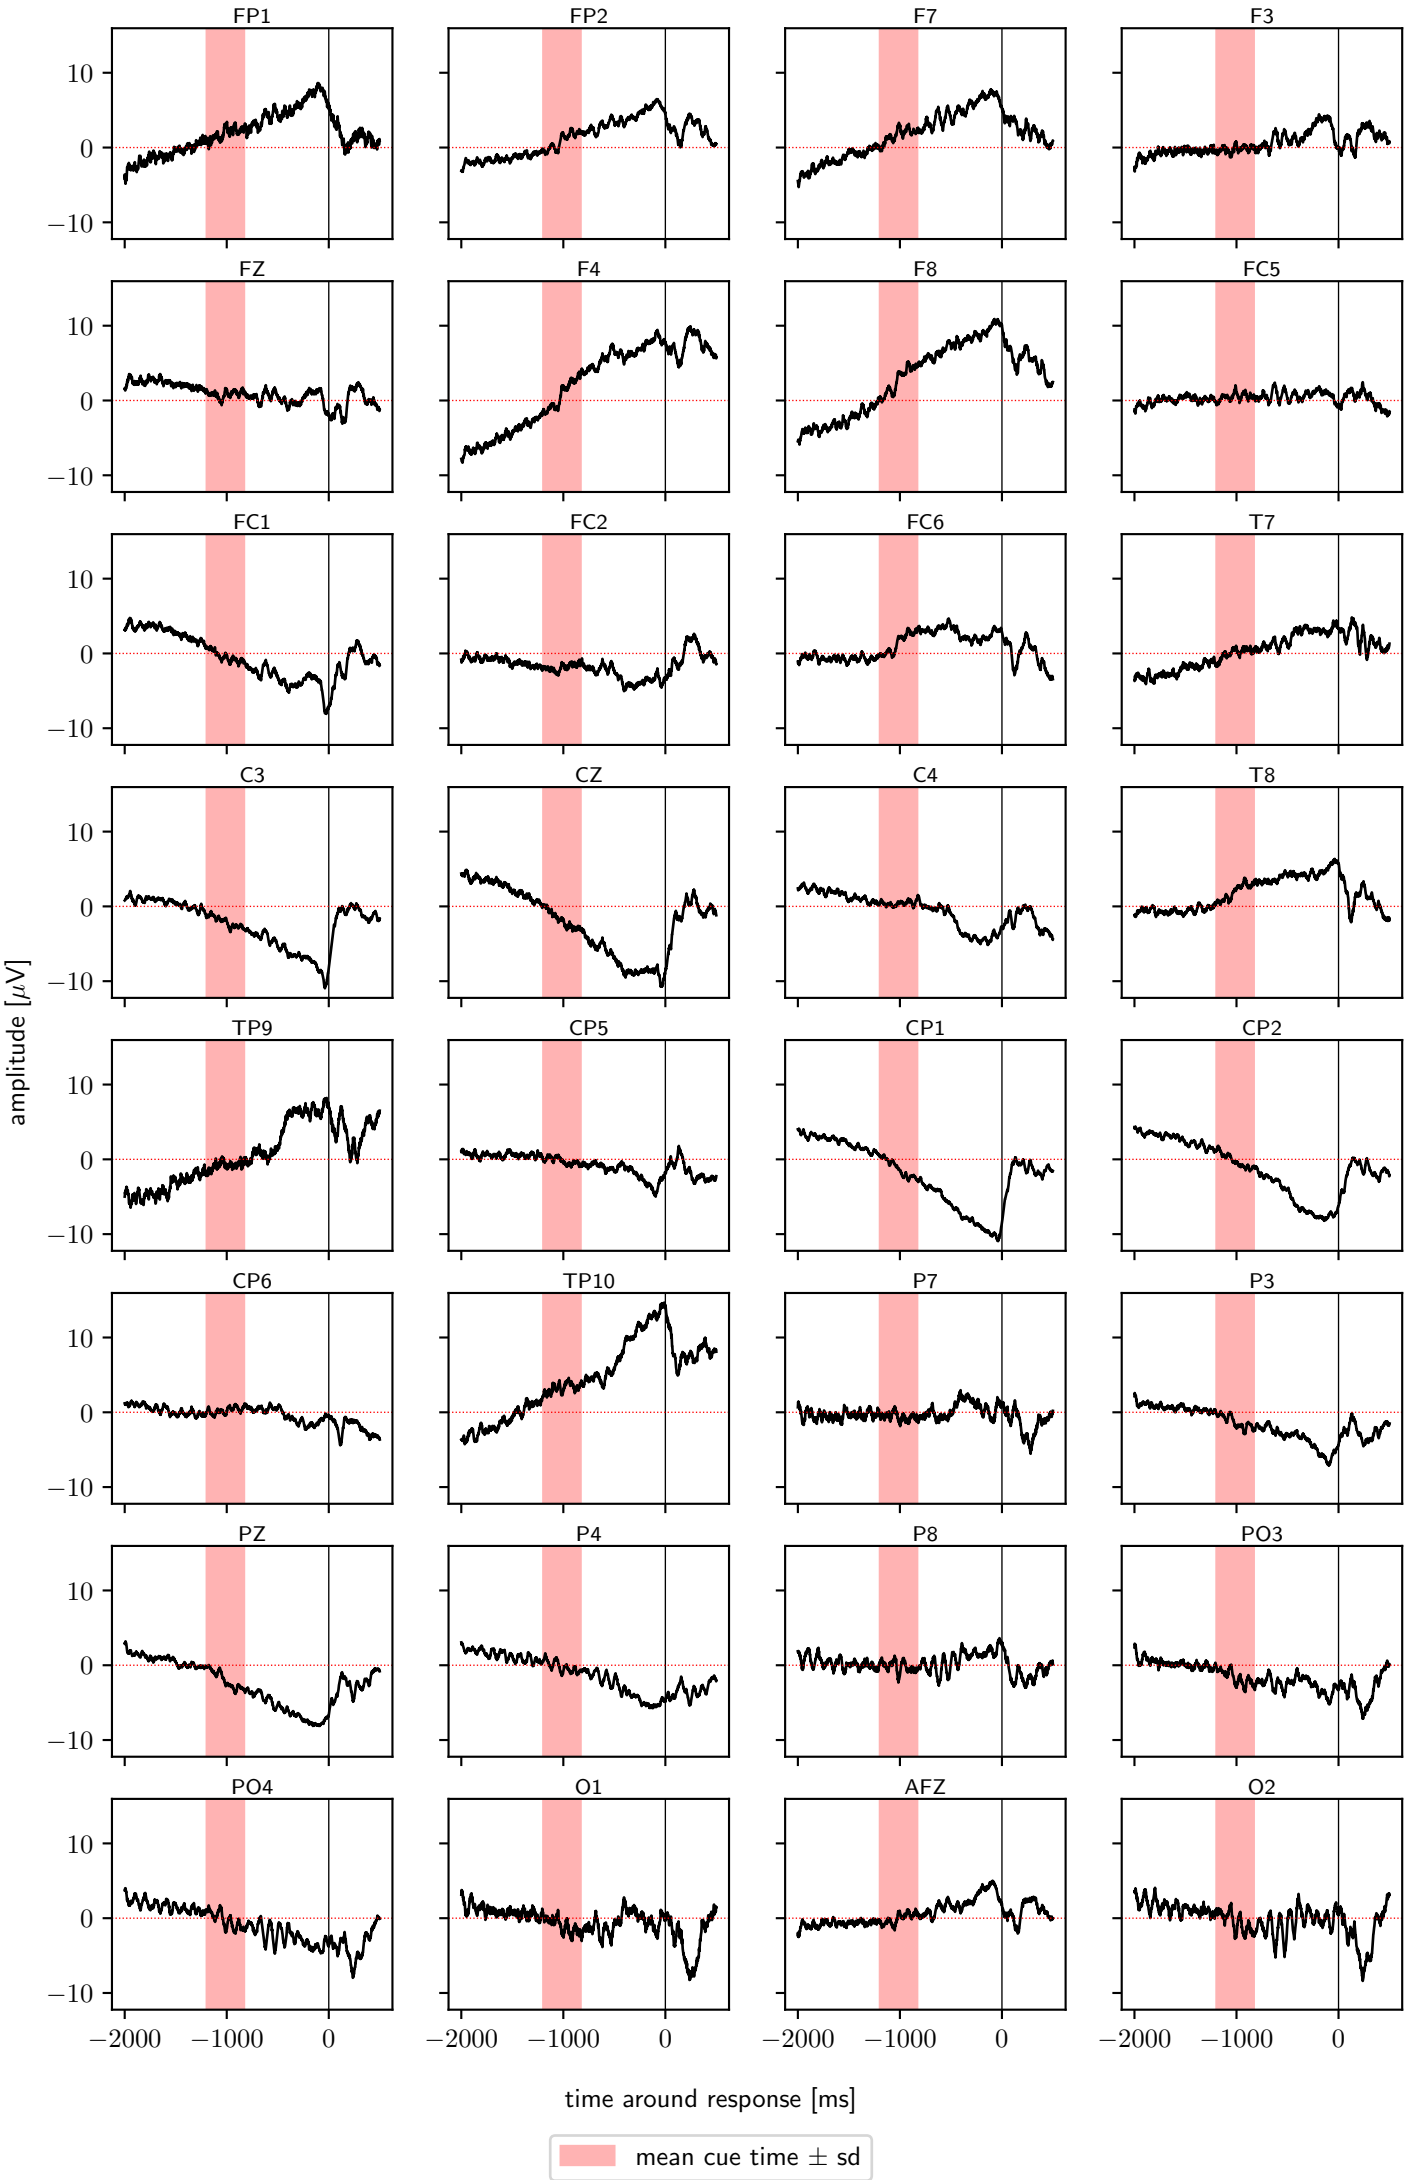 FP1 FP2 F7 F3
10
0
−10
FZ F4 F8 FC5
10
0
−10
FC1 FC2 FC6 T7
10
0
−10
C3 CZ C4 T8
10
0
−10
amplitude [μV]
TP9 CP5 CP1 CP2
10
0
−10
CP6 TP10 P7 P3
10
0
−10
PZ P4 P8 PO3
10
0
−10
PO4 O1 AFZ O2
10
0
−10
−2000 −1000 0 −2000 −1000 0 −2000 −1000 0 −2000 −1000 0
time around response [ms]
mean cue time ± sd